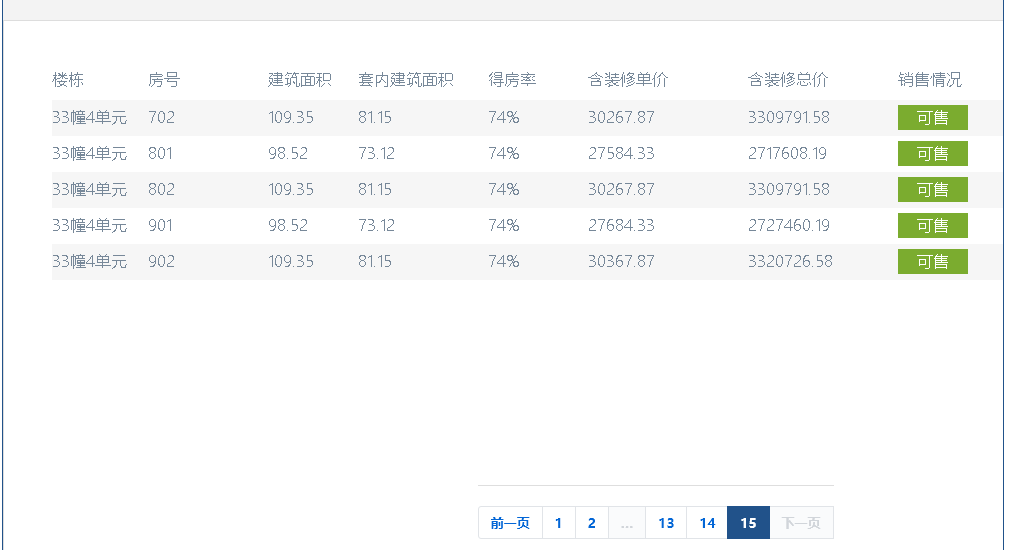 楼栋 房号 建筑面积 套内建筑面积 得房率 含装修单价 含装修总价 销售情况
33幢4单元 702 109.35 81.15 74% 30267.87 3309791.58 可售
33幢4单元 801 98.52 73.12 74% 27584.33 2717608.19 可售
33幢4单元 802 109.35 81.15 74% 30267.87 3309791.58 可售
33幢4单元 901 98.52 73.12 74% 27684.33 2727460.19 可售
33幢4单元 902 109.35 81.15 74% 30367.87 3320726.58 可售
前一页 1 2 ... 13 14 15 下一页